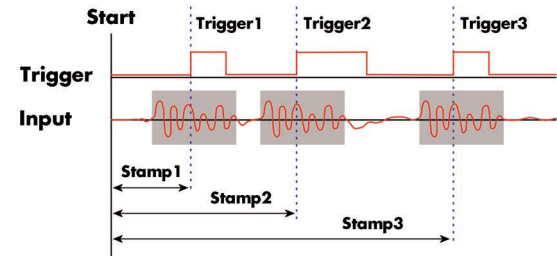 Start
Trigger1
Trigger2
Trigger3
Trigger
Input
Stamp1
Stamp2
Stamp3